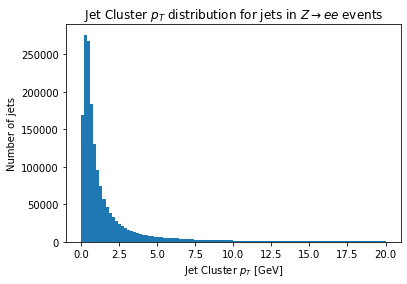 Jet Cluster $p_T$ distribution for jets in $Z \rightarrow ee$ events
Number of jets
250000
200000
150000
100000
50000
0
0.0 2.5 5.0 7.5 10.0 12.5 15.0 17.5 20.0
Jet Cluster $p_T$ [GeV]